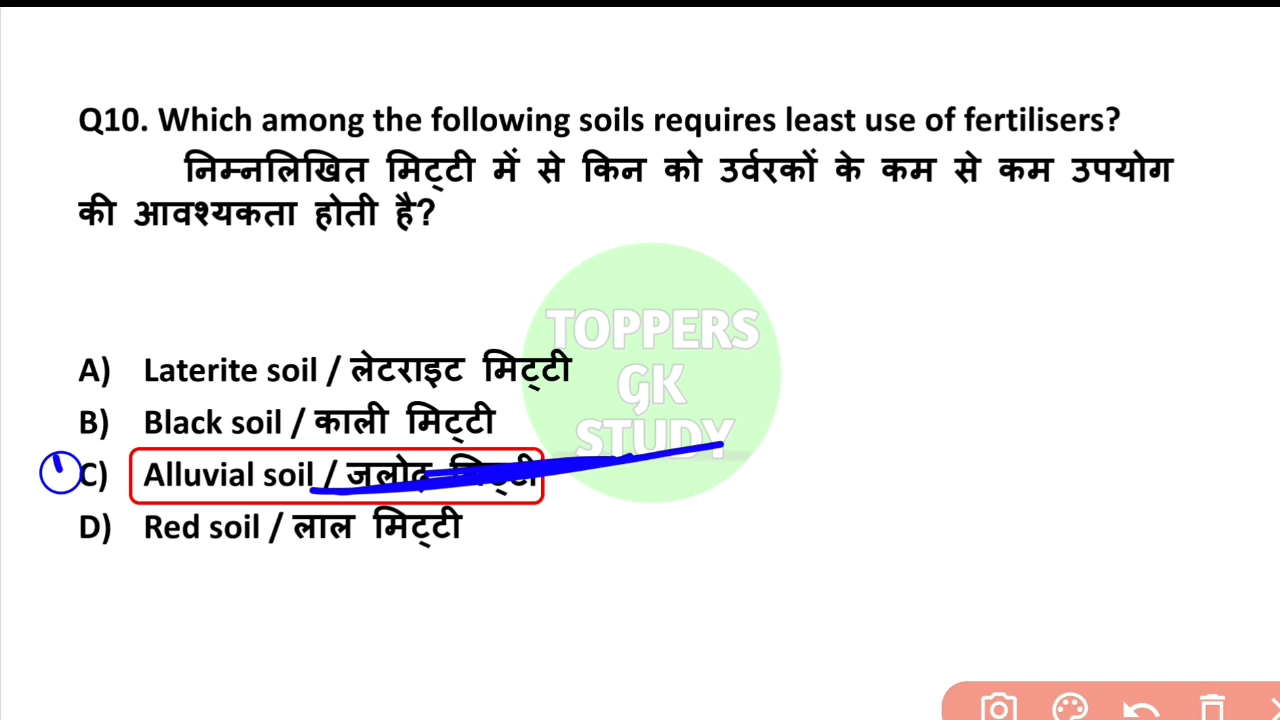 Q10. Which among the following soils requires least use of fertilisers?
निम्नलिखित मिट्टी में से किन को उर्वरकों के कम से कम उपयोग
की आवश्यकता होती है?
TOPPERS
GK
STUDY
A) Laterite soil / लेटराइट मिट्टी
B) Black soil / काली मिट्टी
C) Alluvial soil / जलोढ़ मिट्टी
D) Red soil / लाल मिट्टी